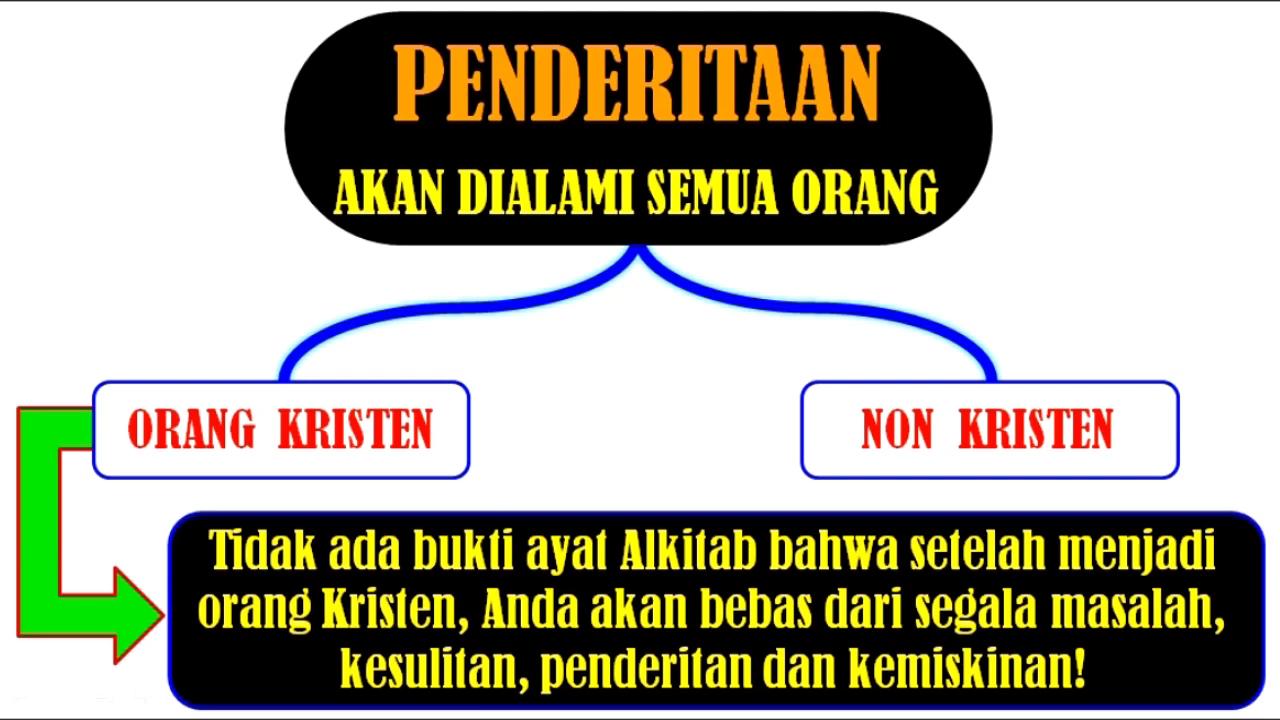 PENDERITAAN
AKAN DIALAMI SEMUA ORANG
ORANG KRISTEN
NON KRISTEN
Tidak ada bukti ayat Alkitab bahwa setelah menjadi
orang Kristen, Anda akan bebas dari segala masalah,
kesulitan, penderitan dan kemiskinan!